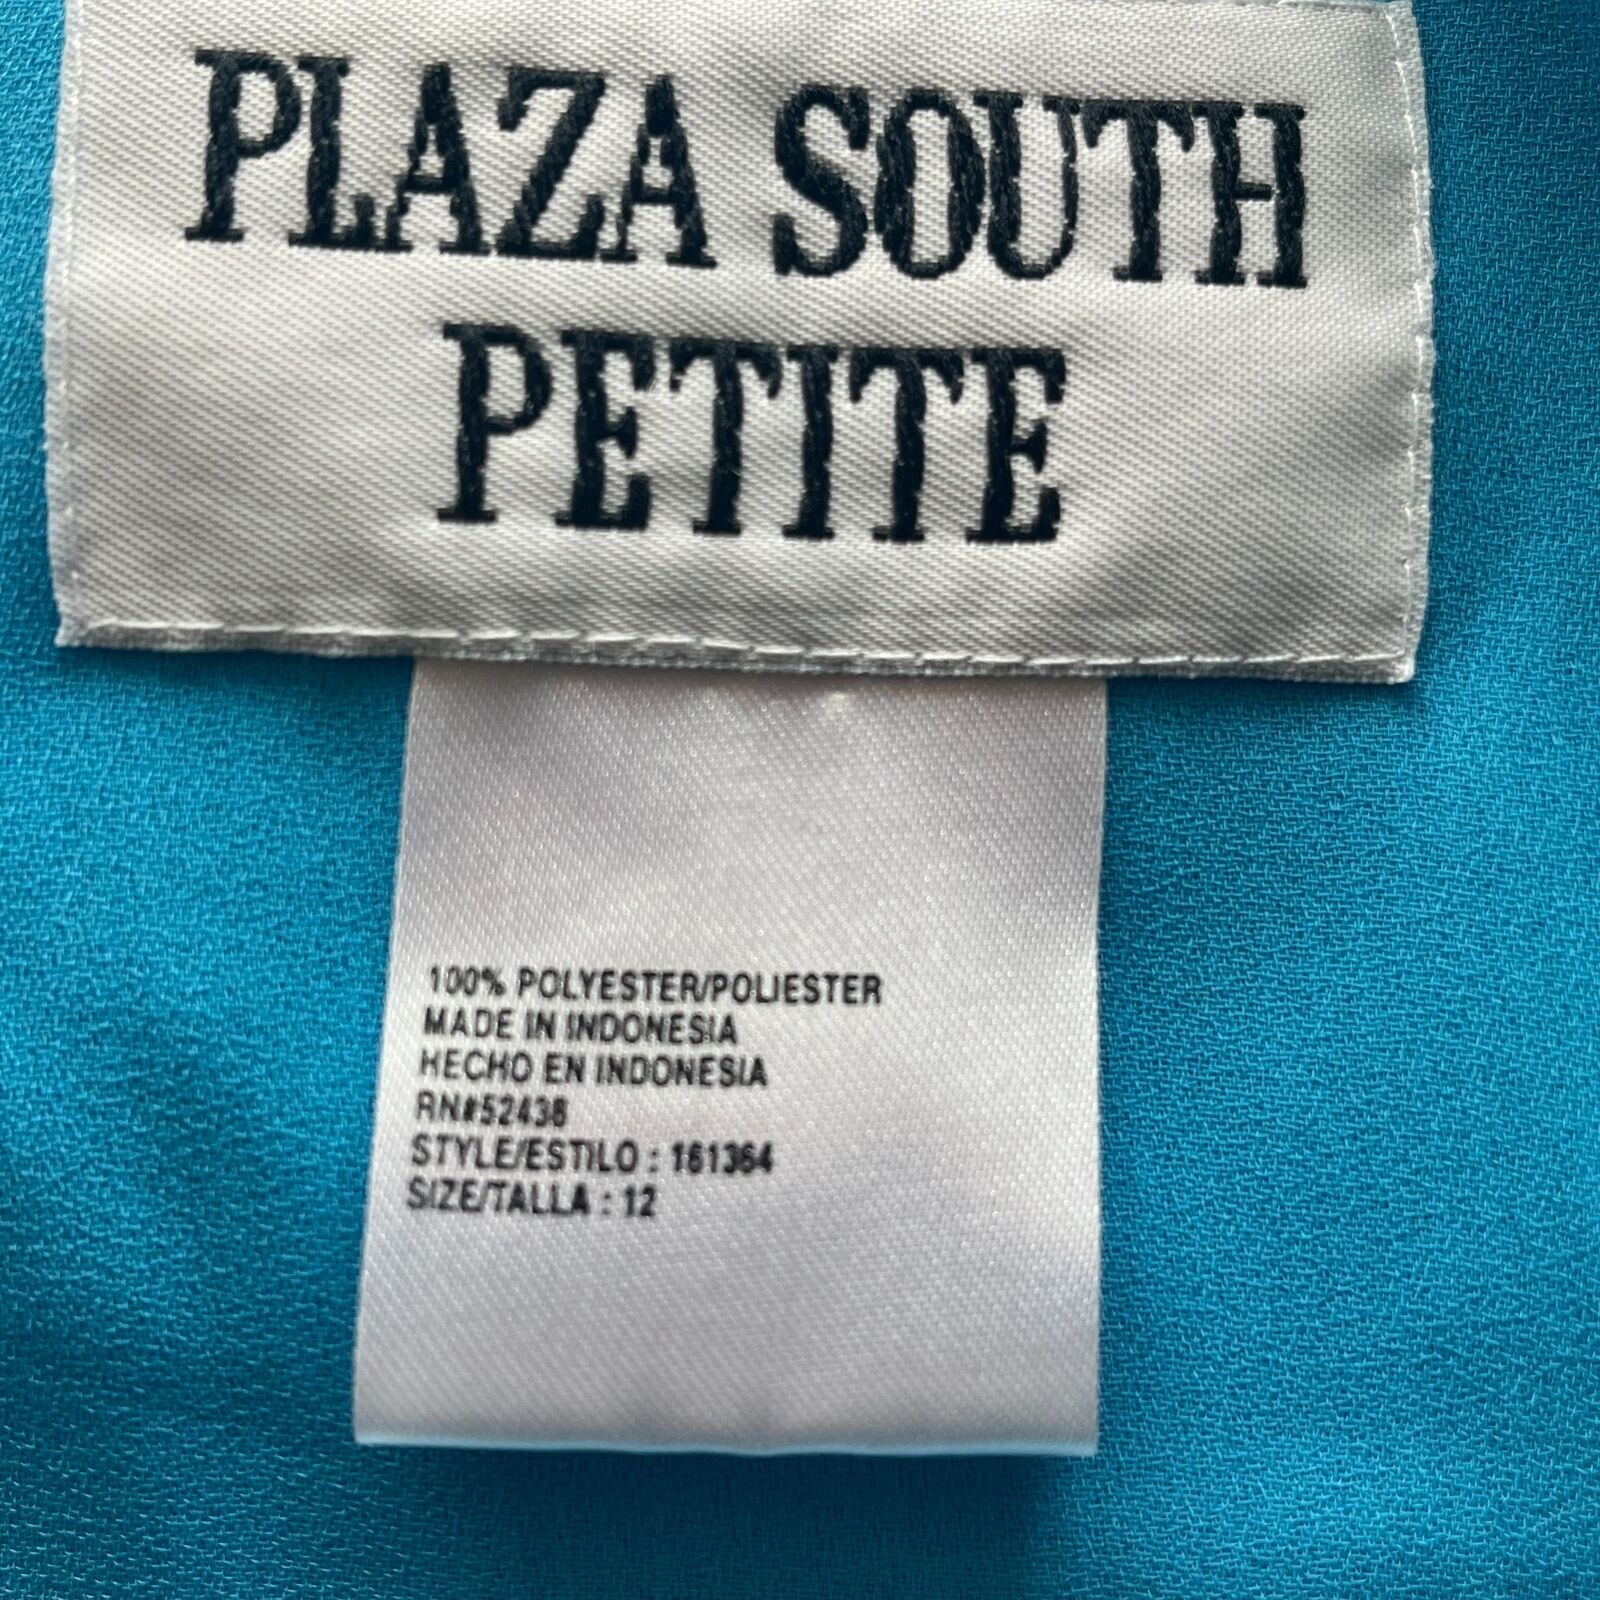 PLAZA SOUTH
PETITE
100% POLYESTER/POLIESTER
MADE IN INDONESIA
HECHO EN INDONESIA
RN#52438
STYLE/ESTILO : 161364
SIZE/TALLA : 12